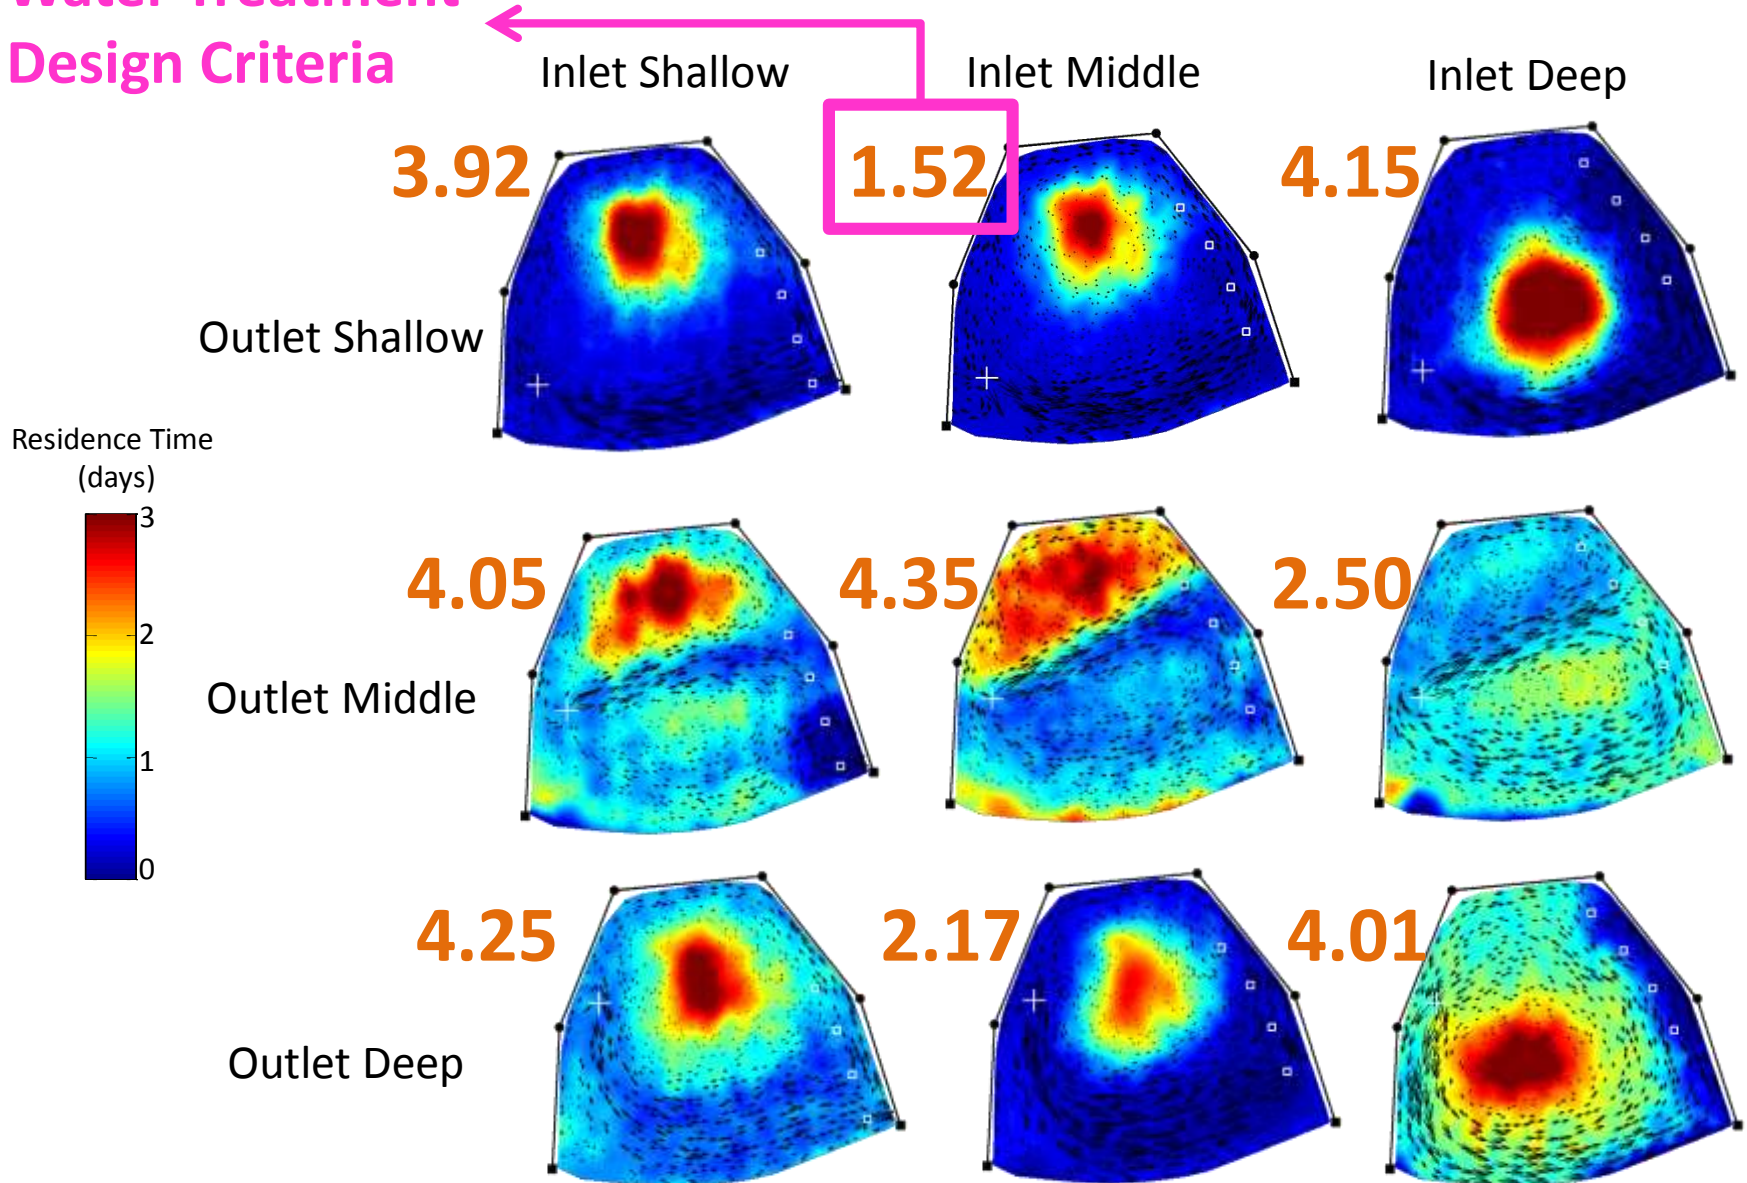 Water Treatment
Design Criteria
Inlet Shallow
Inlet Middle
Inlet Deep
3.92
1.52
4.15
Outlet Shallow
Residence Time
(days)
3
2
1
0
4.05
4.35
2.50
Outlet Middle
4.25
2.17
4.01
Outlet Deep